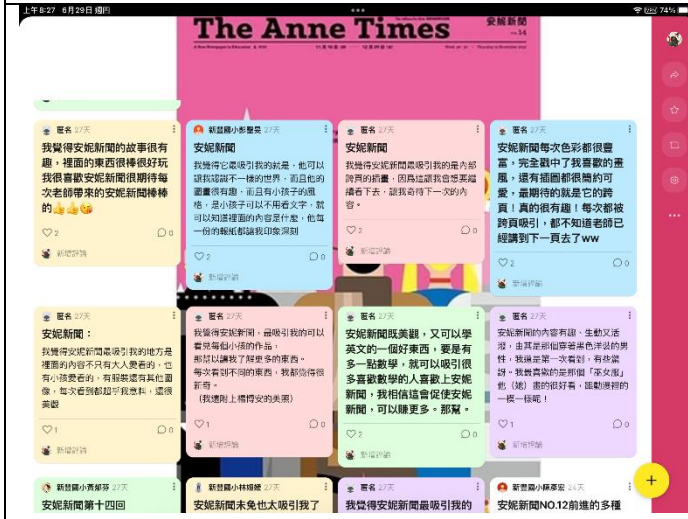 上午8:27 6月29日 週四
74%
The Anne Times
安妮新聞
匿名 27天
我覺得安妮新聞的故事很有
趣，裡面的東西很棒很好玩
我很喜歡安妮新聞很期待每
次老師帶來的安妮新聞棒棒
的👍👍😘
2
0
新增評論
新豐國小彭聖旻 27天
安妮新聞
我覺得它最吸引我的就是，他可以
讓我認識不一樣的世界，而且他的
圖畫很有趣，而且有小孩子的風
格，是小孩子可以不用看文字，就
可以知道裡面的內容是什麼，他每
一份的報紙都讓我印象深刻
2
0
新增評論
匿名 27天
安妮新聞
我覺得安妮新聞最吸引我的是內部
跨頁的插畫，因爲這讓我會想要繼
續看下去，讓我奇待下一次的內
容。
2
0
新增評論
匿名 27天
安妮新聞每次色彩都很豐
富，完全戳中了我喜歡的畫
風，還有插圖都很簡約可
愛，最期待的就是它的跨
頁！真的很有趣！每次都被
跨頁吸引，都不知道老師已
經講到下一頁去了ww
2
0
新增評論
匿名 27天
安妮新聞：
我覺得安妮新聞最吸引我的地方是
裡面的內容不只有大人愛看的，也
有小孩愛看的，有服裝還有其他圖
像，每次看到都超乎我意料，還很
美觀
1
0
新增評論
匿名 27天
我覺得安妮新聞，最吸引我的可以
看見每個小孩的作品，
那幫以讓我了解更多的東西。
每次看到不同的東西，我都覺得很
新奇。
（我還附上楊博安的美照）
1
0
新增評論
匿名 27天
安妮新聞既美觀，又可以學
英文的一個好東西，要是有
多一點數學，就可以吸引很
多喜歡數學的人喜歡上安妮
新聞，我相信這會促使安妮
新聞，可以賺更多。那幫。
2
0
新增評論
匿名 27天
安妮新聞的內容有趣、生動又活
潑，由其是那個穿著黑色洋裝的男
性，我還是第一次看到，有些驚
訝。我最喜歡的是那個「巫女服」
他（她）畫的很好看，跟動漫裡的
一模一樣呢！
1
0
新增評論
新豐國小黃郁芬 27天
安妮新聞第十四回
27天
安妮新聞未免也太吸引我了
匿名 27天
我覺得安妮新聞最吸引我的
新豐國小陳彥宏 24天
安妮新聞NO.12前進的多種